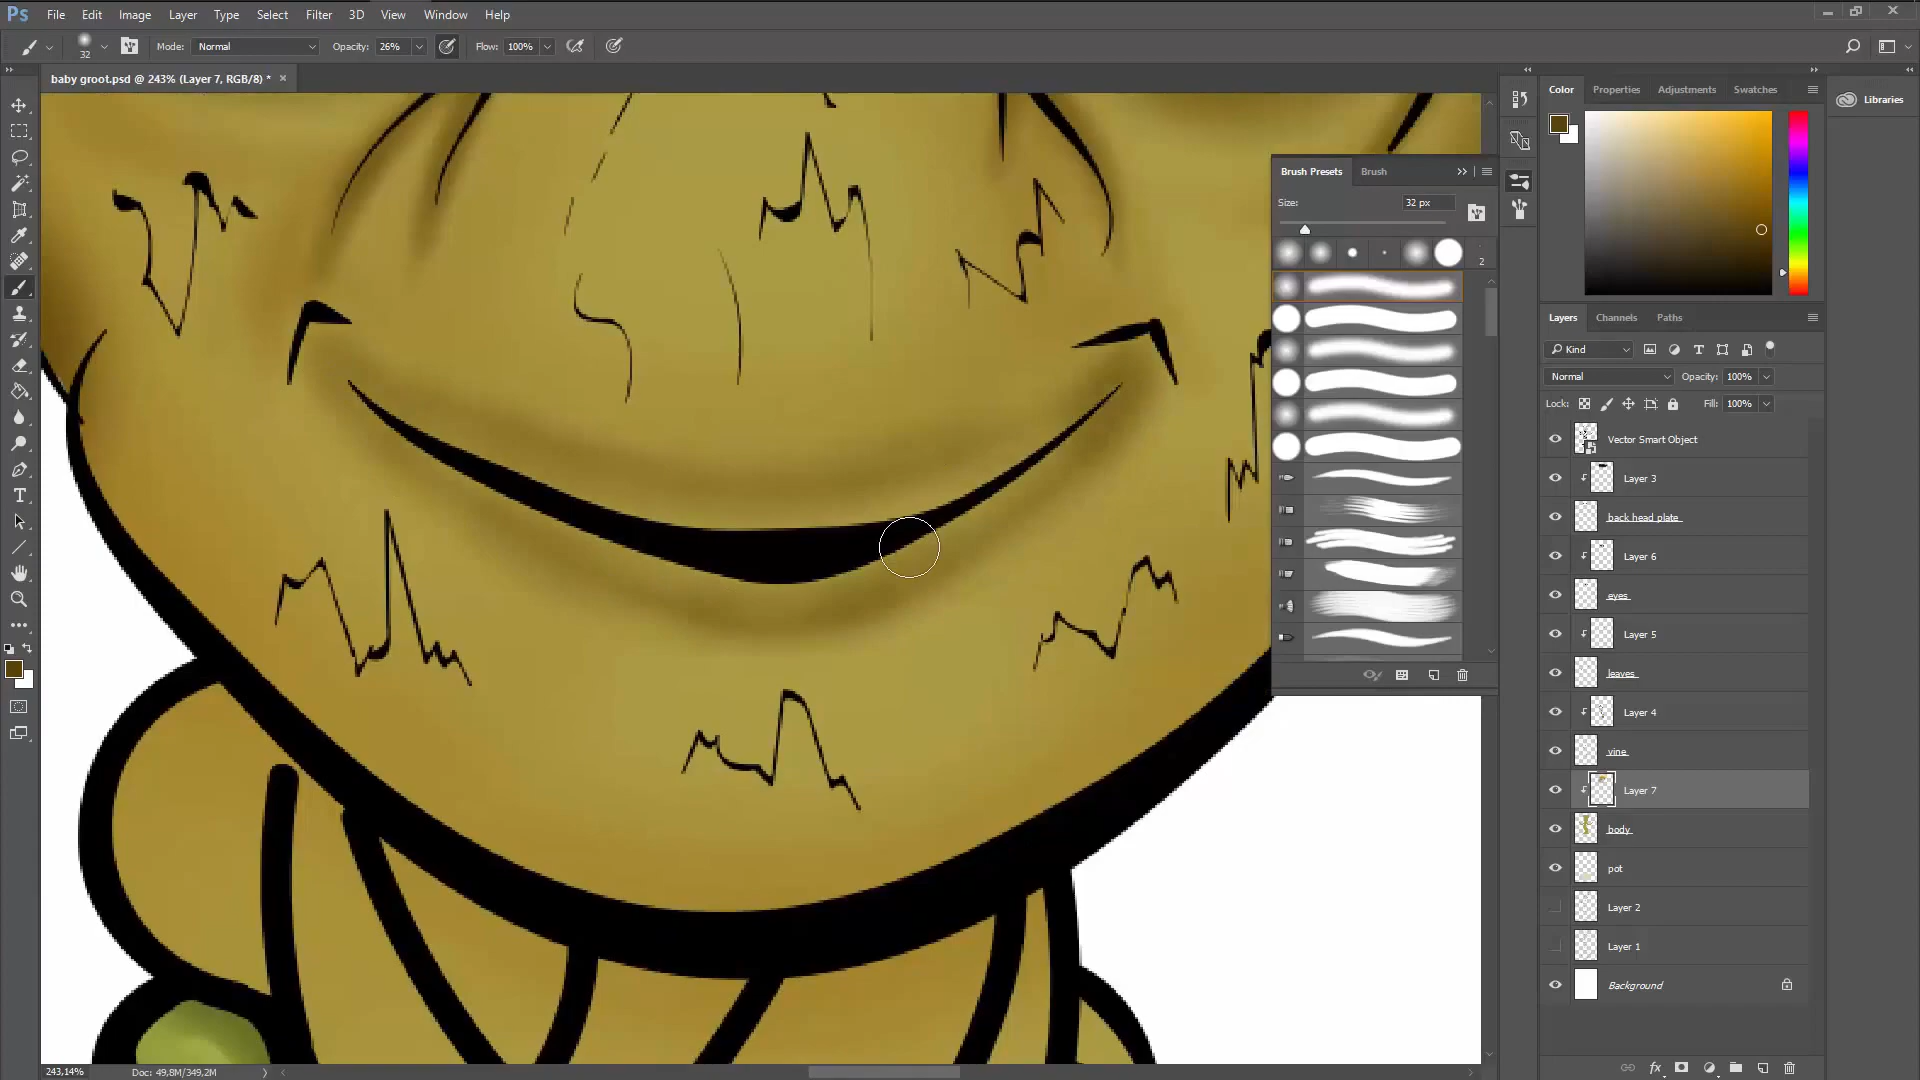 Ps File Edit Image Layer Type Select Filter 3D View Window Help
32 Mode: Normal Opacity: 26% Flow: 100%
baby groot.psd @ 243% (Layer 7, RGB/8) * ×
Color Properties Adjustments Swatches
Libraries
Brush Presets Brush
Size: 32 px
2
Layers Channels Paths
Kind
Normal Opacity: 100%
Lock: Fill: 100%
Vector Smart Object
Layer 3
back head plate
Layer 6
eyes
Layer 5
leaves
Layer 4
vine
Layer 7
body
pot
Layer 2
Layer 1
Background
243,14% Doc: 49,8M/349,2M
fx